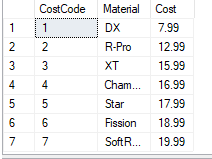 CostCode Material Cost
1 1 DX 7.99
2 2 R-Pro 12.99
3 3 XT 15.99
4 4 Cham... 16.99
5 5 Star 17.99
6 6 Fission 18.99
7 7 SoftR... 19.99